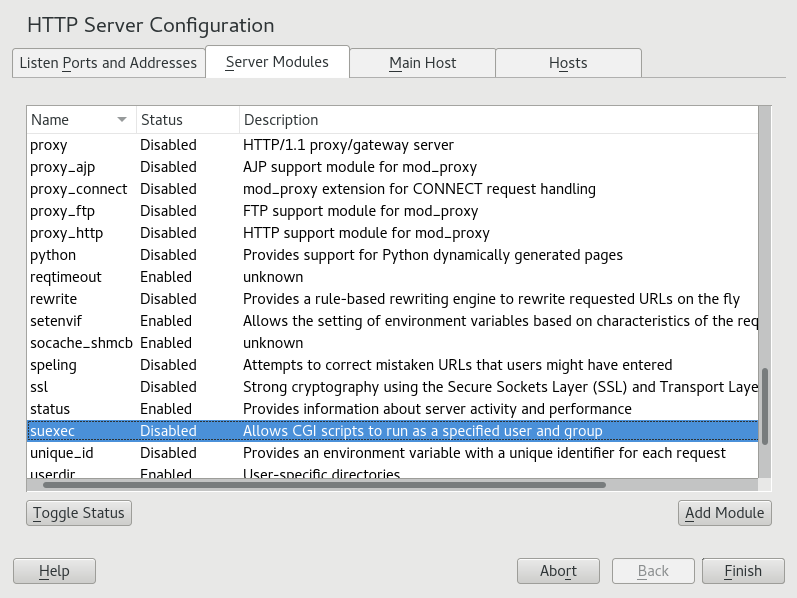 HTTP Server Configuration
Listen Ports and Addresses Server Modules Main Host Hosts
Name Status Description
proxy Disabled HTTP/1.1 proxy/gateway server
proxy_ajp Disabled AJP support module for mod_proxy
proxy_connect Disabled mod_proxy extension for CONNECT request handling
proxy_ftp Disabled FTP support module for mod_proxy
proxy_http Disabled HTTP support module for mod_proxy
python Disabled Provides support for Python dynamically generated pages
reqtimeout Enabled unknown
rewrite Disabled Provides a rule-based rewriting engine to rewrite requested URLs on the fly
setenvif Enabled Allows the setting of environment variables based on characteristics of the req
socache_shmcb Enabled unknown
speling Disabled Attempts to correct mistaken URLs that users might have entered
ssl Disabled Strong cryptography using the Secure Sockets Layer (SSL) and Transport Laye
status Enabled Provides information about server activity and performance
suexec Disabled Allows CGI scripts to run as a specified user and group
unique_id Disabled Provides an environment variable with a unique identifier for each request
userdir Enabled User-specific directories
Toggle Status Add Module
Help Abort Back Finish